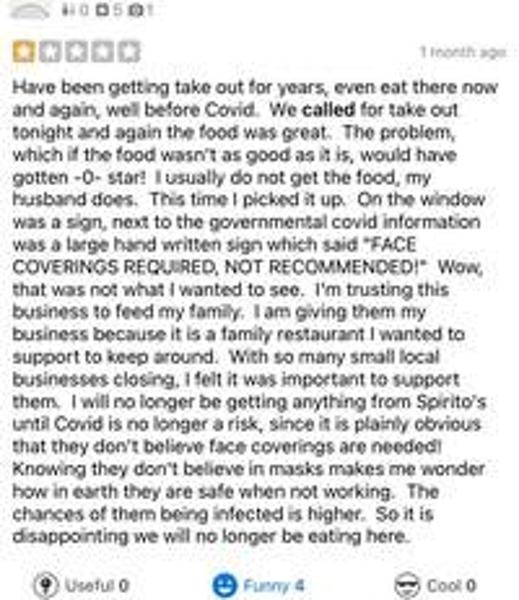 0 5 1
1 month ago
Have been getting take out for years, even eat there now
and again, well before Covid. We called for take out
tonight and again the food was great. The problem,
which if the food wasn't as good as it is, would have
gotten -0- star! I usually do not get the food, my
husband does. This time I picked it up. On the window
was a sign, next to the governmental covid information
was a large hand written sign which said "FACE
COVERINGS REQUIRED, NOT RECOMMENDED!" Wow,
that was not what I wanted to see. I'm trusting this
business to feed my family. I am giving them my
business because it is a family restaurant I wanted to
support to keep around. With so many small local
businesses closing, I felt it was important to support
them. I will no longer be getting anything from Spirito's
until Covid is no longer a risk, since it is plainly obvious
that they don't believe face coverings are needed!
Knowing they don't believe in masks makes me wonder
how in earth they are safe when not working. The
chances of them being infected is higher. So it is
disappointing we will no longer be eating here.
Useful 0 Funny 4 Cool 0